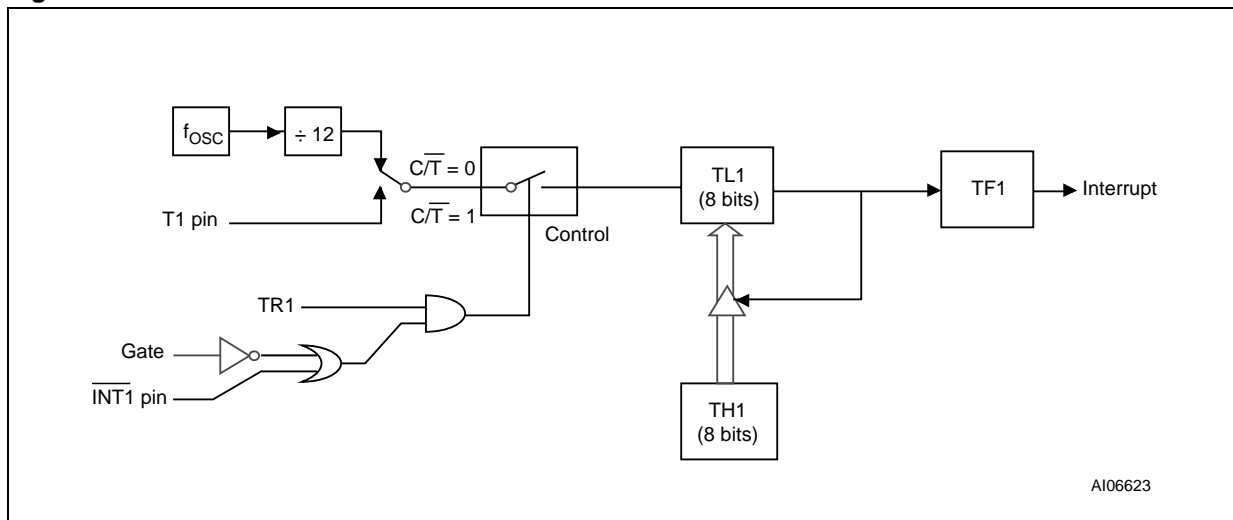 fOSC
÷ 12
C/T̅ = 0
C/T̅ = 1
T1 pin
Control
TL1
(8 bits)
TF1
Interrupt
TR1
Gate
I̅N̅T̅1̅ pin
TH1
(8 bits)
AI06623